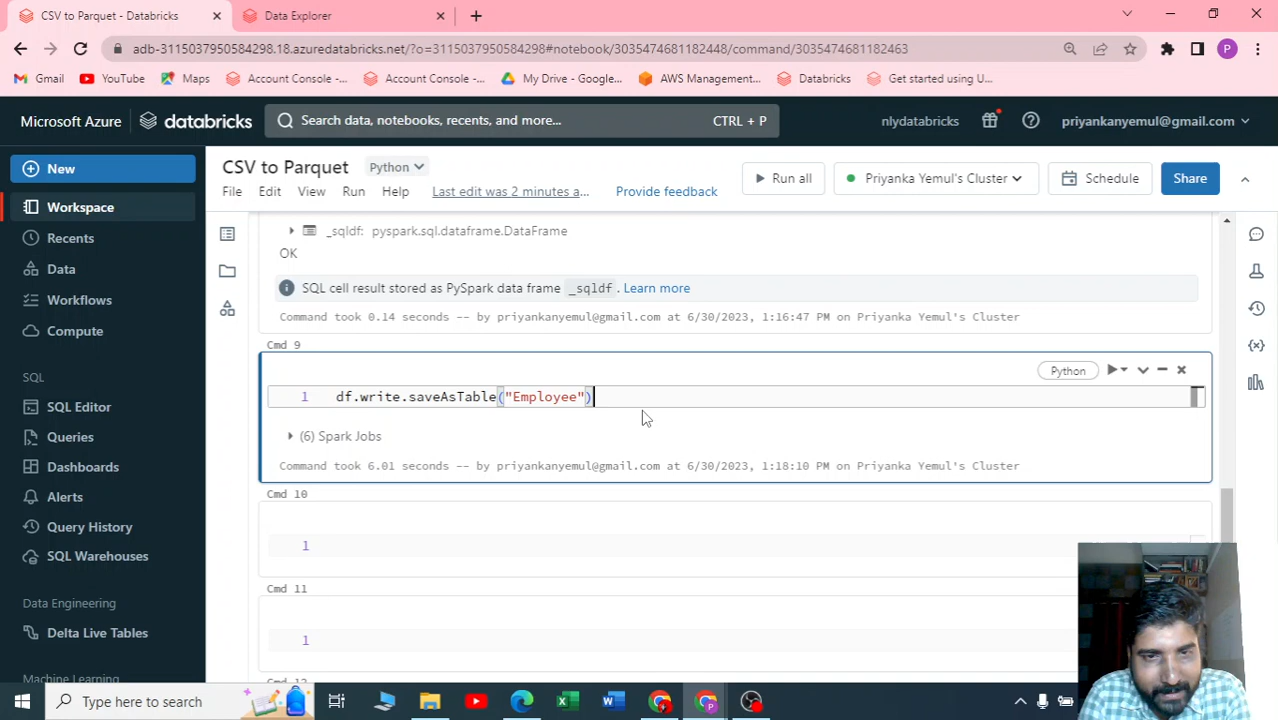 CSV to Parquet - Databricks
Data Explorer
adb-3115037950584298.18.azuredatabricks.net/?o=3115037950584298#notebook/3035474681182448/command/3035474681182463
P
Gmail
YouTube
Maps
Account Console -...
Account Console -...
My Drive - Google...
AWS Management...
Databricks
Get started using U...
Microsoft Azure
databricks
Search data, notebooks, recents, and more...
CTRL + P
nlydatabricks
priyankanyemul@gmail.com
New
Workspace
Recents
Data
Workflows
Compute
SQL
SQL Editor
Queries
Dashboards
Alerts
Query History
SQL Warehouses
Data Engineering
Delta Live Tables
Machine Learning
CSV to Parquet
Python
File
Edit
View
Run
Help
Last edit was 2 minutes a...
Provide feedback
Run all
Priyanka Yemul's Cluster
Schedule
Share
_sqldf: pyspark.sql.dataframe.DataFrame
OK
SQL cell result stored as PySpark data frame _sqldf . Learn more
Command took 0.14 seconds -- by priyankanyemul@gmail.com at 6/30/2023, 1:16:47 PM on Priyanka Yemul's Cluster
Cmd 9
Python
1 df.write.saveAsTable("Employee")
(6) Spark Jobs
Command took 6.01 seconds -- by priyankanyemul@gmail.com at 6/30/2023, 1:18:10 PM on Priyanka Yemul's Cluster
Cmd 10
1
Cmd 11
1
Type here to search